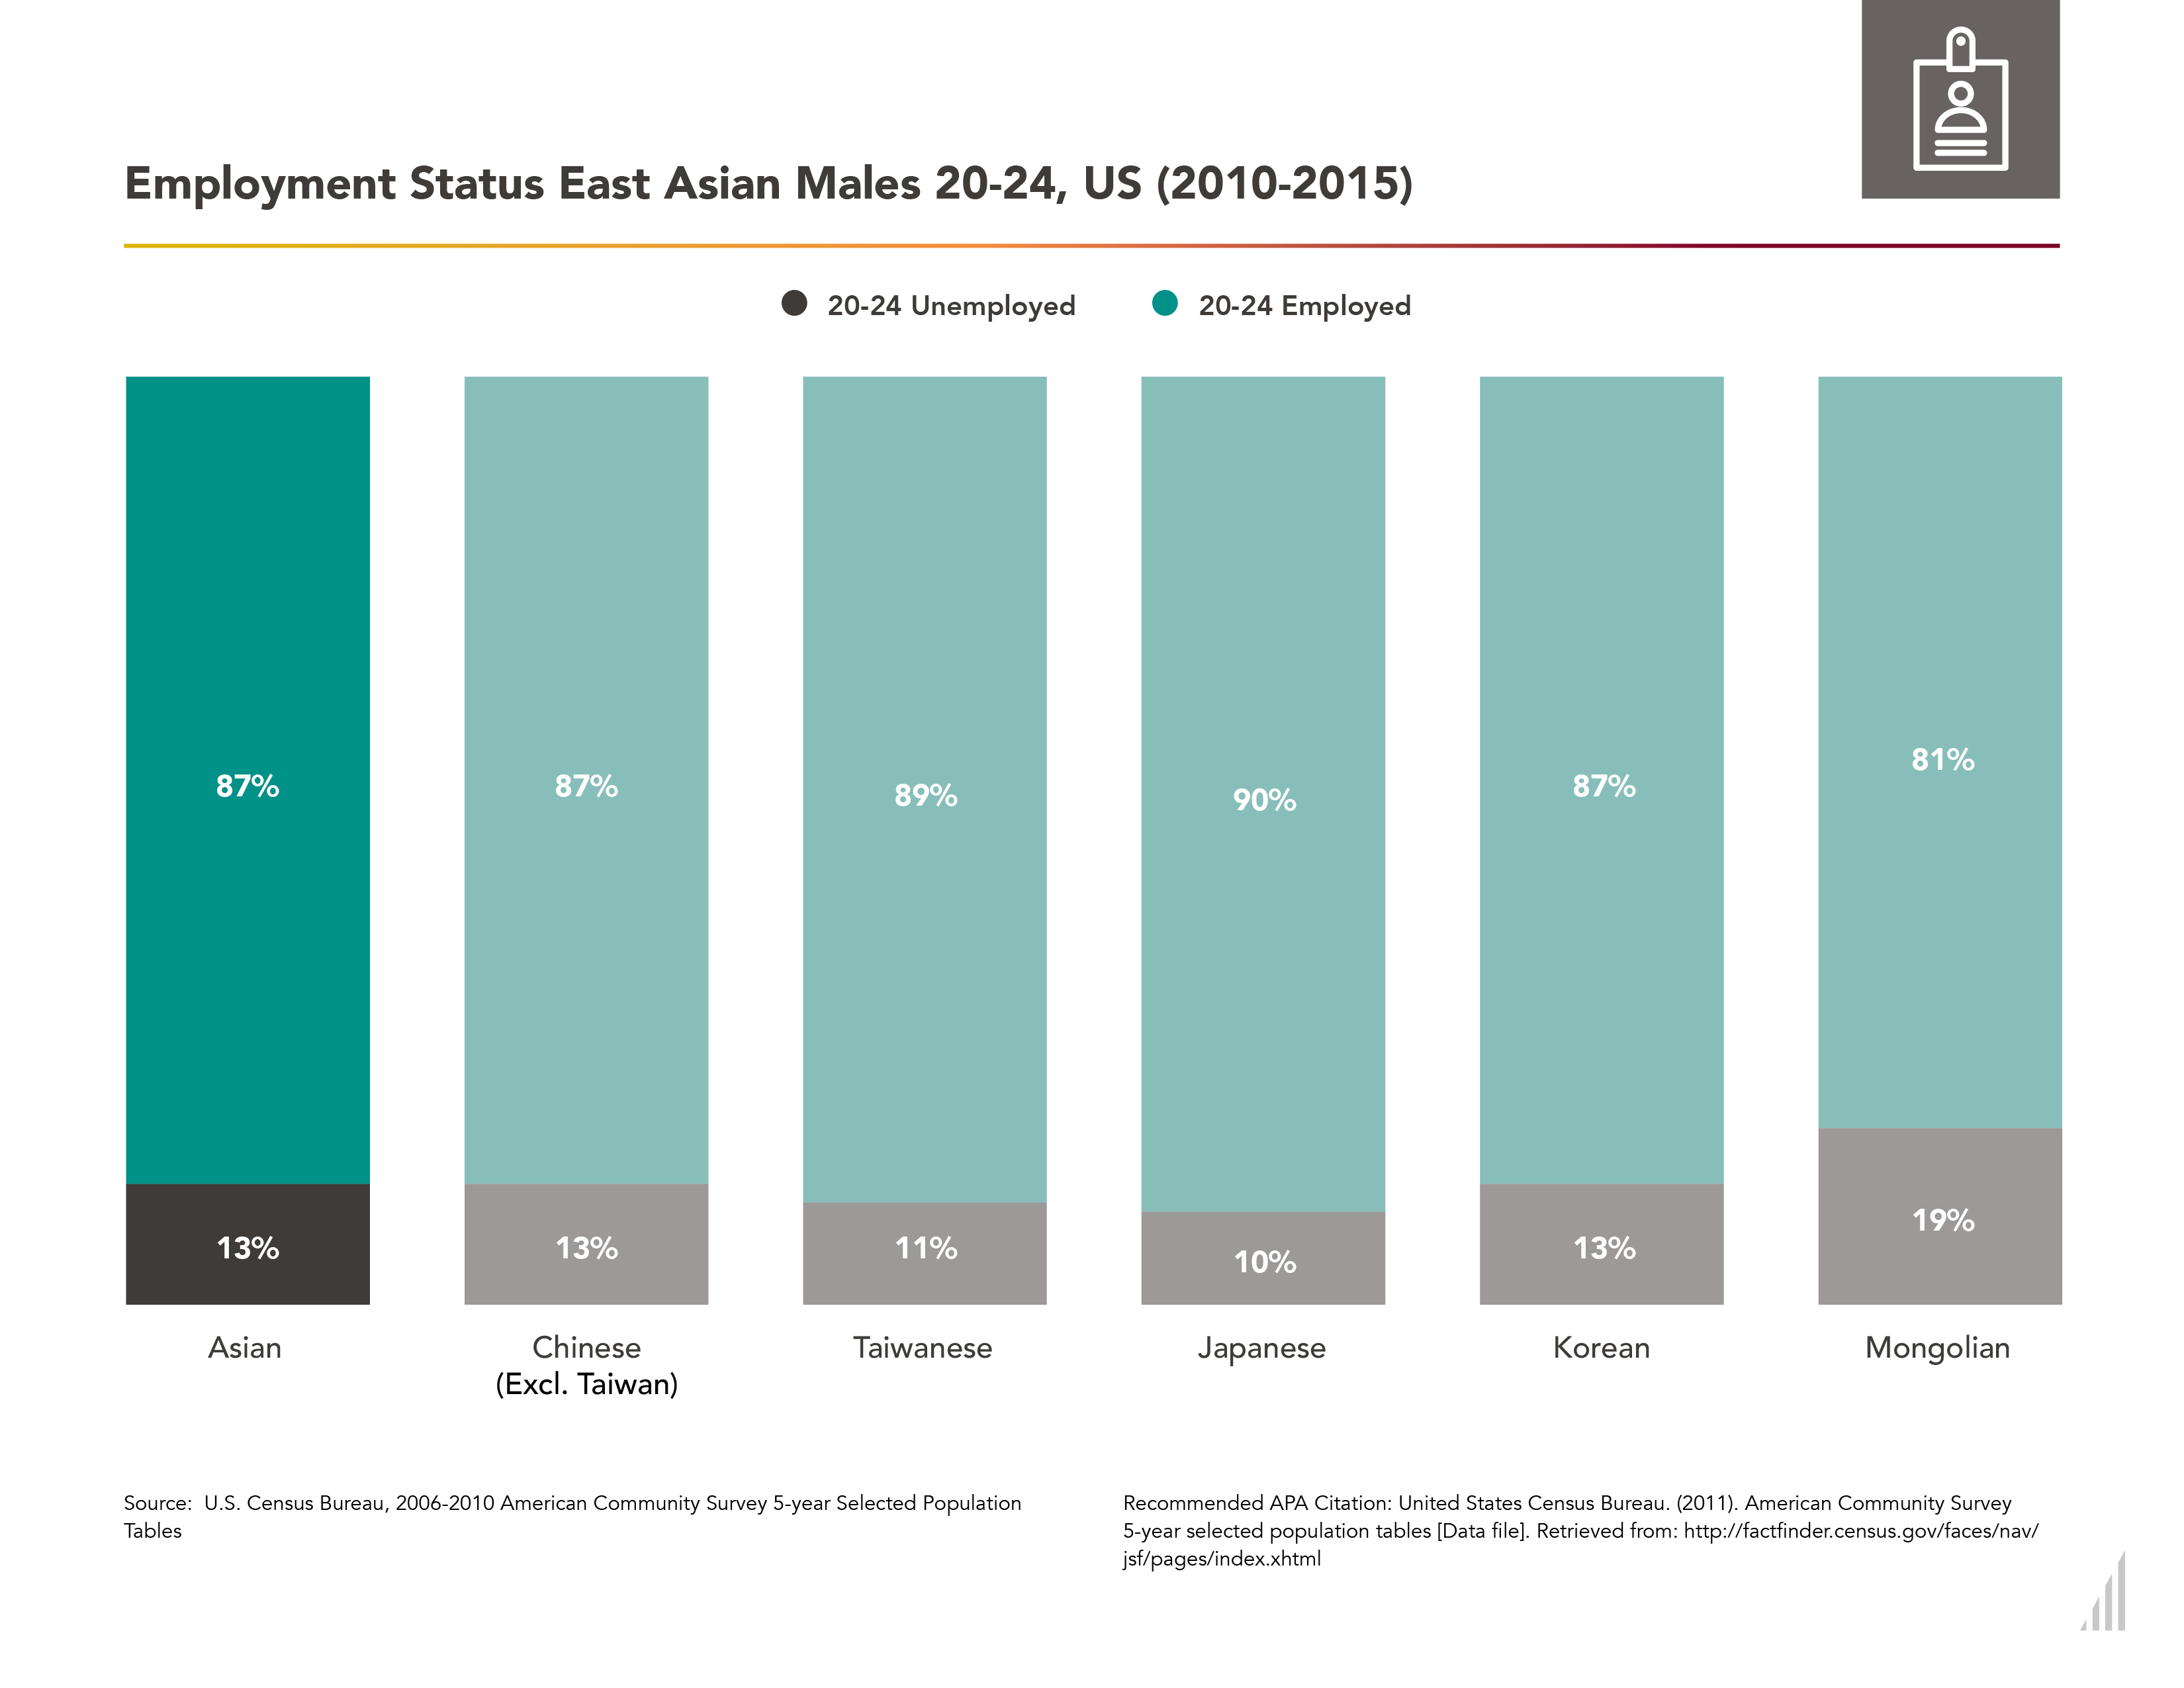 Employment Status East Asian Males 20-24, US (2010-2015)
20-24 Unemployed
20-24 Employed
87%
87%
89%
90%
87%
81%
13%
13%
11%
10%
13%
19%
Asian
Chinese
(Excl. Taiwan)
Taiwanese
Japanese
Korean
Mongolian
Source:  U.S. Census Bureau, 2006-2010 American Community Survey 5-year Selected Population
Tables
Recommended APA Citation: United States Census Bureau. (2011). American Community Survey
5-year selected population tables [Data file]. Retrieved from: http://factfinder.census.gov/faces/nav/
jsf/pages/index.xhtml